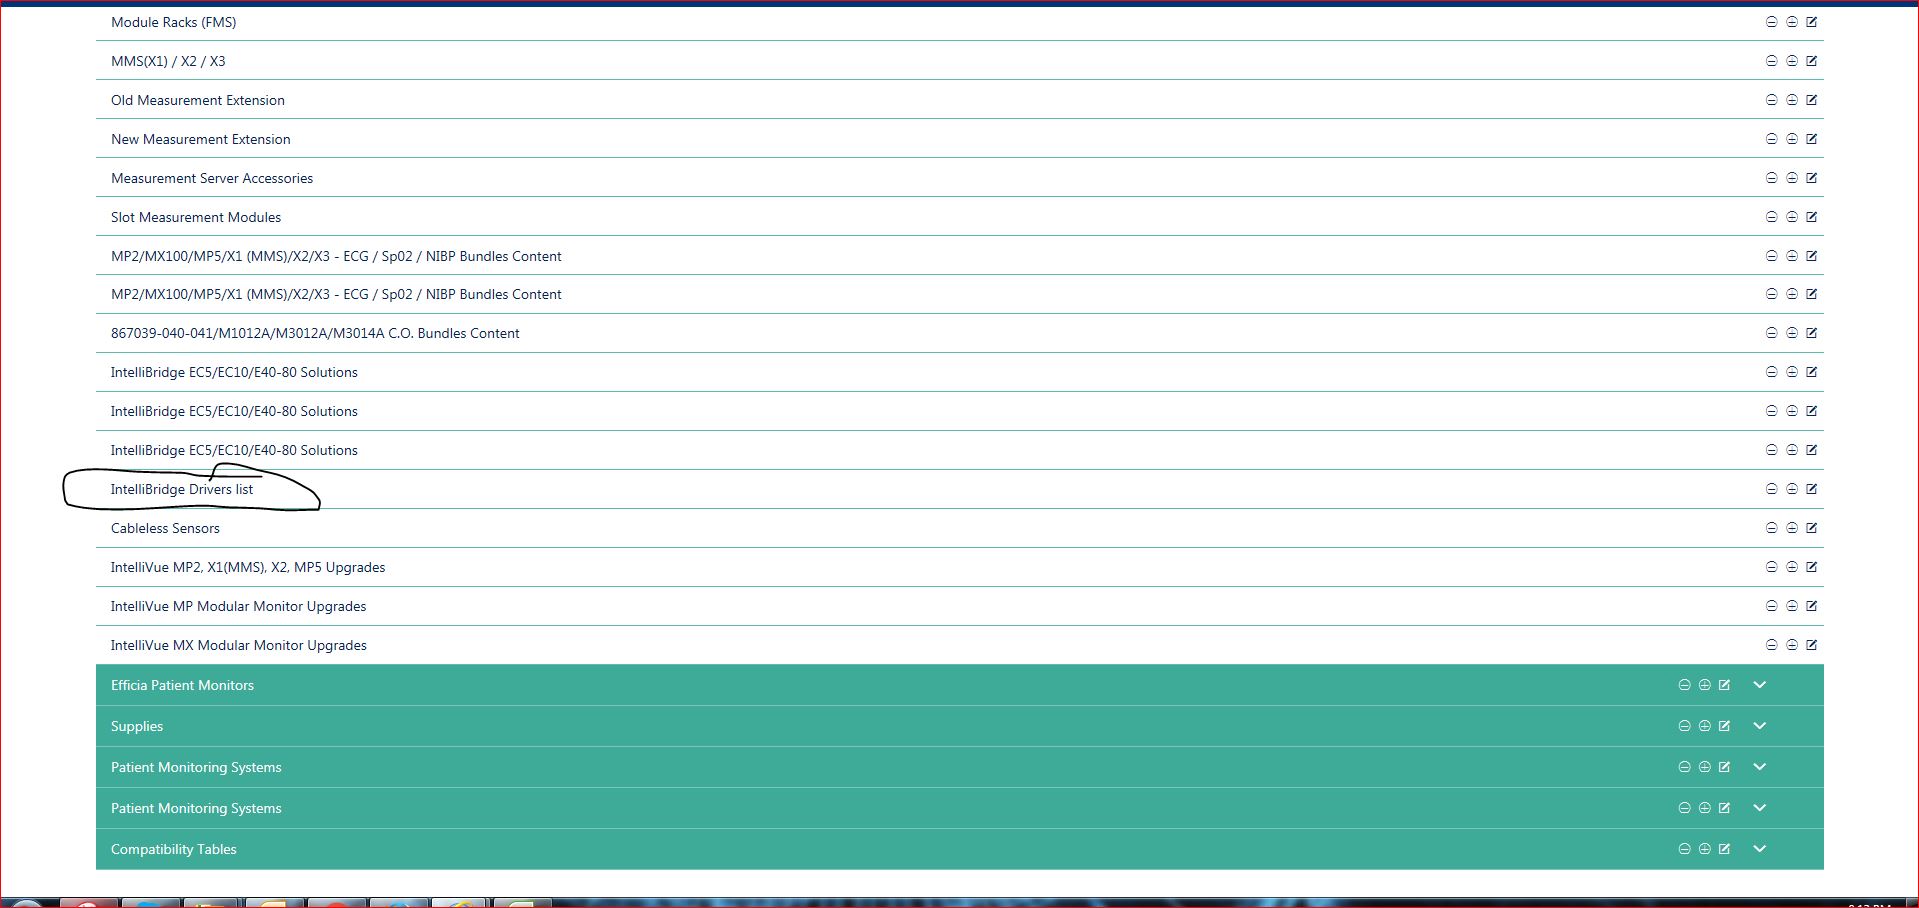 Module Racks (FMS)
MMS(X1) / X2 / X3
Old Measurement Extension
New Measurement Extension
Measurement Server Accessories
Slot Measurement Modules
MP2/MX100/MP5/X1 (MMS)/X2/X3 - ECG / Sp02 / NIBP Bundles Content
MP2/MX100/MP5/X1 (MMS)/X2/X3 - ECG / Sp02 / NIBP Bundles Content
867039-040-041/M1012A/M3012A/M3014A C.O. Bundles Content
IntelliBridge EC5/EC10/E40-80 Solutions
IntelliBridge EC5/EC10/E40-80 Solutions
IntelliBridge EC5/EC10/E40-80 Solutions
IntelliBridge Drivers list
Cableless Sensors
IntelliVue MP2, X1(MMS), X2, MP5 Upgrades
IntelliVue MP Modular Monitor Upgrades
IntelliVue MX Modular Monitor Upgrades
Efficia Patient Monitors
Supplies
Patient Monitoring Systems
Patient Monitoring Systems
Compatibility Tables